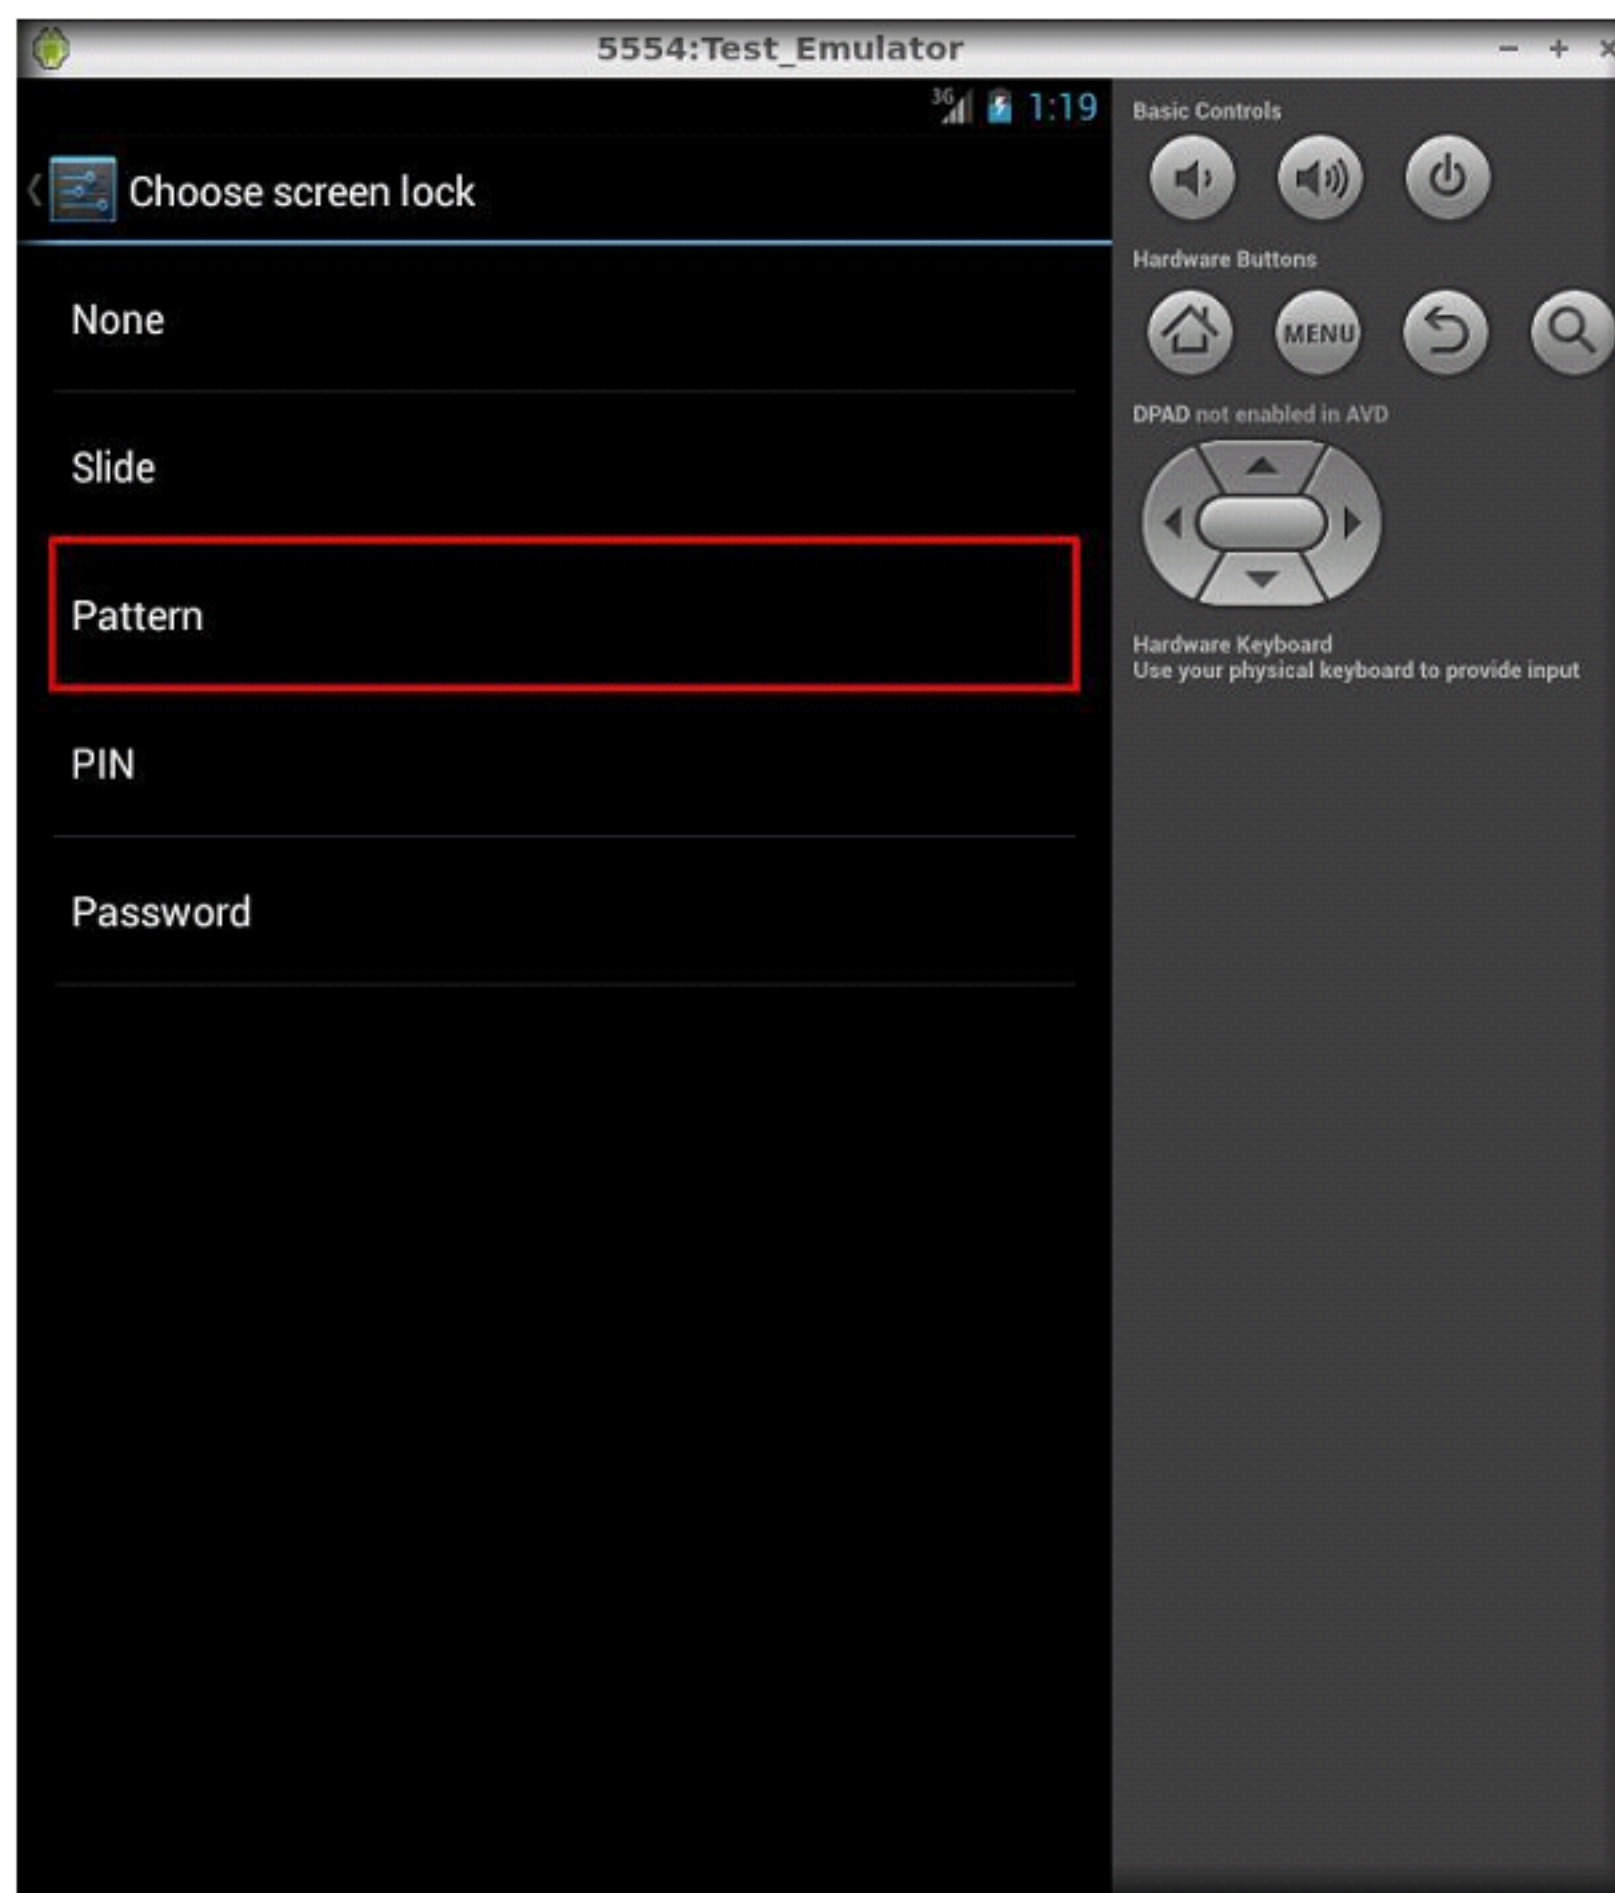 5554:Test_Emulator
3G 1:19
Choose screen lock
None
Slide
Pattern
PIN
Password
Basic Controls
Hardware Buttons
MENU
DPAD not enabled in AVD
Hardware Keyboard
Use your physical keyboard to provide input